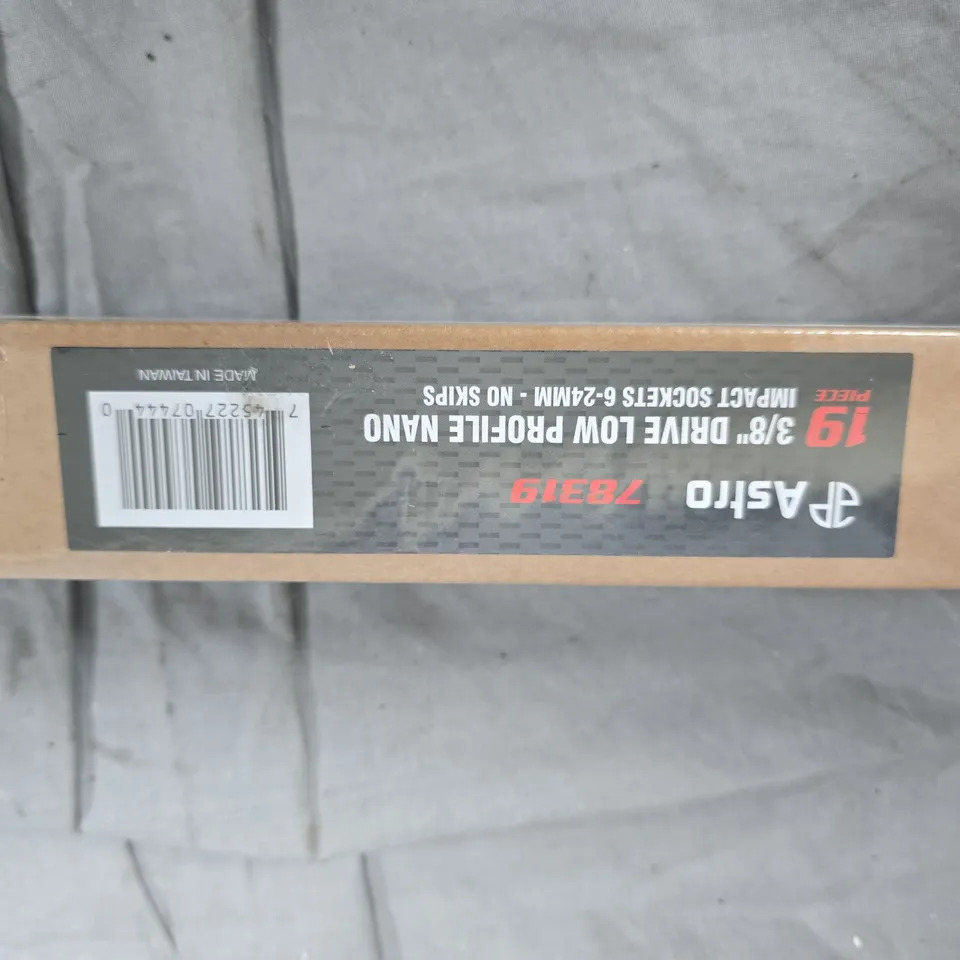 Astro 78319
19 PIECE
3/8" DRIVE LOW PROFILE NANO
IMPACT SOCKETS 6-24MM - NO SKIPS
7 45227 07444 0
MADE IN TAIWAN